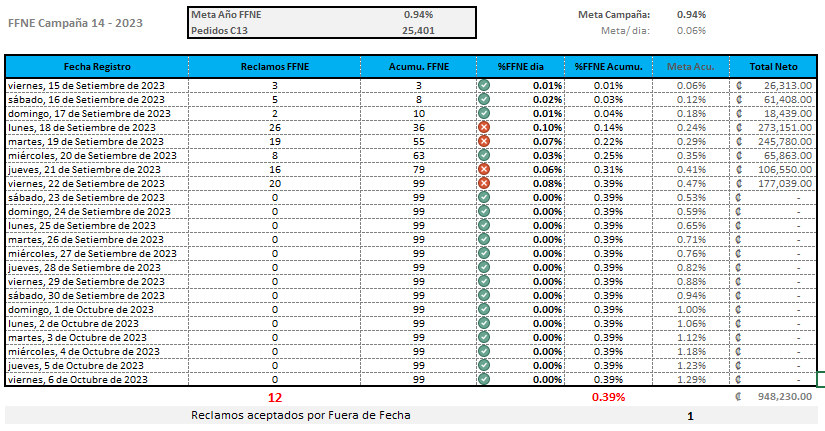 FFNE Campaña 14 - 2023
Meta Año FFNE 0.94%
Pedidos C13 25,401
Meta Campaña: 0.94%
Meta/ dia: 0.06%
Fecha Registro Reclamos FFNE Acumu. FFNE %FFNE dia %FFNE Acumu. Meta Acu. Total Neto
viernes, 15 de Setiembre de 2023 3 3 0.01% 0.01% 0.06% ₡ 26,313.00
sábado, 16 de Setiembre de 2023 5 8 0.02% 0.03% 0.12% ₡ 61,408.00
domingo, 17 de Setiembre de 2023 2 10 0.01% 0.04% 0.18% ₡ 18,439.00
lunes, 18 de Setiembre de 2023 26 36 0.10% 0.14% 0.24% ₡ 273,151.00
martes, 19 de Setiembre de 2023 19 55 0.07% 0.22% 0.29% ₡ 245,780.00
miércoles, 20 de Setiembre de 2023 8 63 0.03% 0.25% 0.35% ₡ 65,863.00
jueves, 21 de Setiembre de 2023 16 79 0.06% 0.31% 0.41% ₡ 106,550.00
viernes, 22 de Setiembre de 2023 20 99 0.08% 0.39% 0.47% ₡ 177,039.00
sábado, 23 de Setiembre de 2023 0 99 0.00% 0.39% 0.53% ₡ -
domingo, 24 de Setiembre de 2023 0 99 0.00% 0.39% 0.59% ₡ -
lunes, 25 de Setiembre de 2023 0 99 0.00% 0.39% 0.65% ₡ -
martes, 26 de Setiembre de 2023 0 99 0.00% 0.39% 0.71% ₡ -
miércoles, 27 de Setiembre de 2023 0 99 0.00% 0.39% 0.76% ₡ -
jueves, 28 de Setiembre de 2023 0 99 0.00% 0.39% 0.82% ₡ -
viernes, 29 de Setiembre de 2023 0 99 0.00% 0.39% 0.88% ₡ -
sábado, 30 de Setiembre de 2023 0 99 0.00% 0.39% 0.94% ₡ -
domingo, 1 de Octubre de 2023 0 99 0.00% 0.39% 1.00% ₡ -
lunes, 2 de Octubre de 2023 0 99 0.00% 0.39% 1.06% ₡ -
martes, 3 de Octubre de 2023 0 99 0.00% 0.39% 1.12% ₡ -
miércoles, 4 de Octubre de 2023 0 99 0.00% 0.39% 1.18% ₡ -
jueves, 5 de Octubre de 2023 0 99 0.00% 0.39% 1.23% ₡ -
viernes, 6 de Octubre de 2023 0 99 0.00% 0.39% 1.29% ₡ -
12 0.39% ₡ 948,230.00
Reclamos aceptados por Fuera de Fecha 1